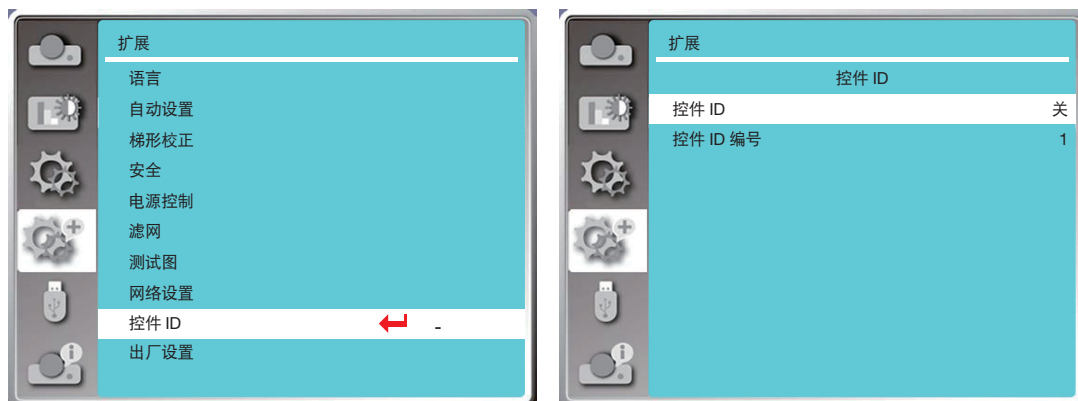 扩展
语言
自动设置
梯形校正
安全
电源控制
滤网
测试图
网络设置
控件 ID -
出厂设置
扩展
控件 ID
控件 ID 关
控件 ID 编号 1